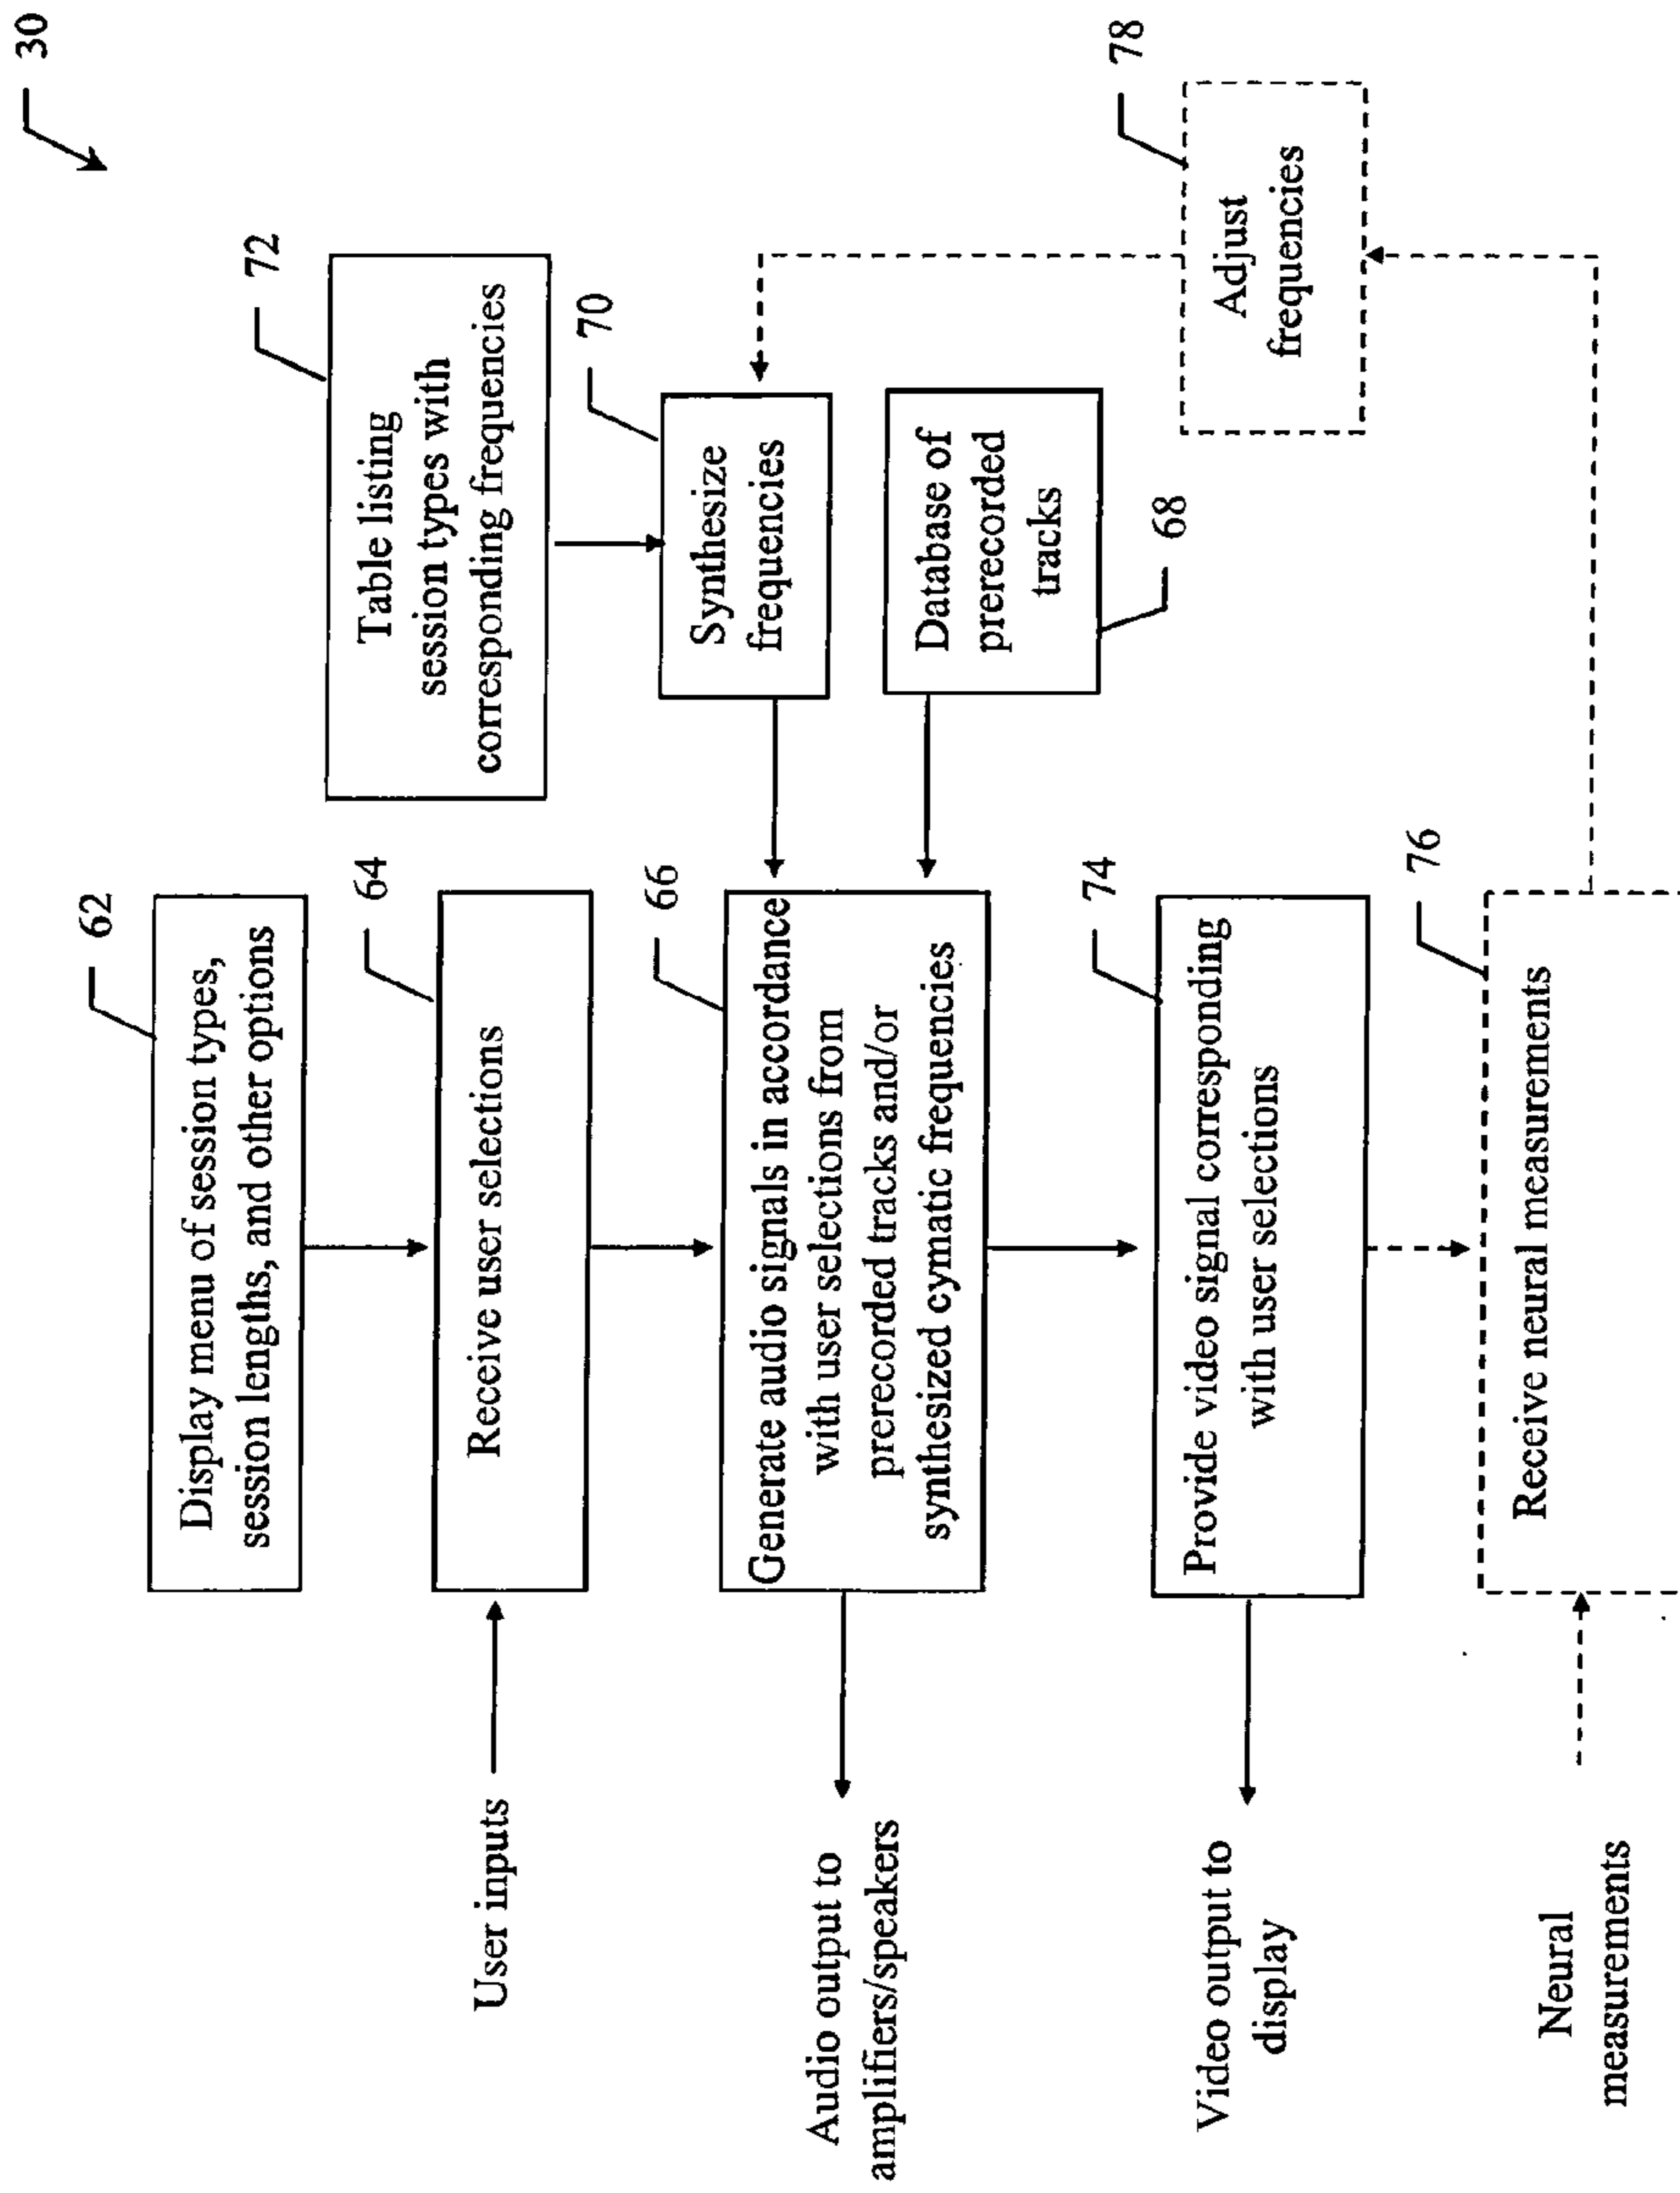 30
62
Display menu of session types,
session lengths, and other options
72
Table listing
session types with
corresponding frequencies
User inputs
64
Receive user selections
70
Synthesize
frequencies
66
Generate audio signals in accordance
with user selections from
prerecorded tracks and/or
synthesized cymatic frequencies
Audio output to
amplifiers/speakers
Database of
prerecorded
tracks
68
74
Provide video signal corresponding
with user selections
Video output to
display
78
Adjust
frequencies
76
Receive neural measurements
Neural
measurements